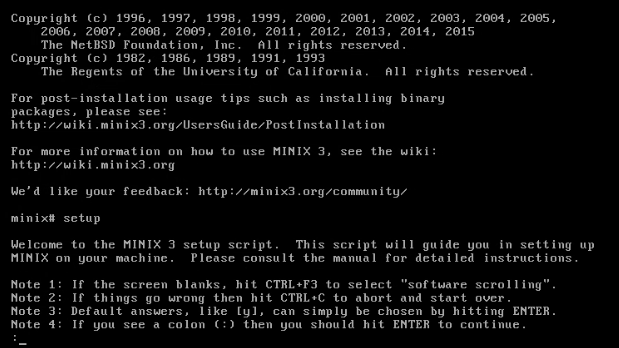 Copyright (c) 1996, 1997, 1998, 1999, 2000, 2001, 2002, 2003, 2004, 2005,
2006, 2007, 2008, 2009, 2010, 2011, 2012, 2013, 2014, 2015
The NetBSD Foundation, Inc.  All rights reserved.
Copyright (c) 1982, 1986, 1989, 1991, 1993
The Regents of the University of California.  All rights reserved.
For post-installation usage tips such as installing binary
packages, please see:
http://wiki.minix3.org/UsersGuide/PostInstallation
For more information on how to use MINIX 3, see the wiki:
http://wiki.minix3.org
We'd like your feedback: http://minix3.org/community/
minix# setup
Welcome to the MINIX 3 setup script.  This script will guide you in setting up
MINIX on your machine.  Please consult the manual for detailed instructions.
Note 1: If the screen blanks, hit CTRL+F3 to select "software scrolling".
Note 2: If things go wrong then hit CTRL+C to abort and start over.
Note 3: Default answers, like [y], can simply be chosen by hitting ENTER.
Note 4: If you see a colon (:) then you should hit ENTER to continue.
:_